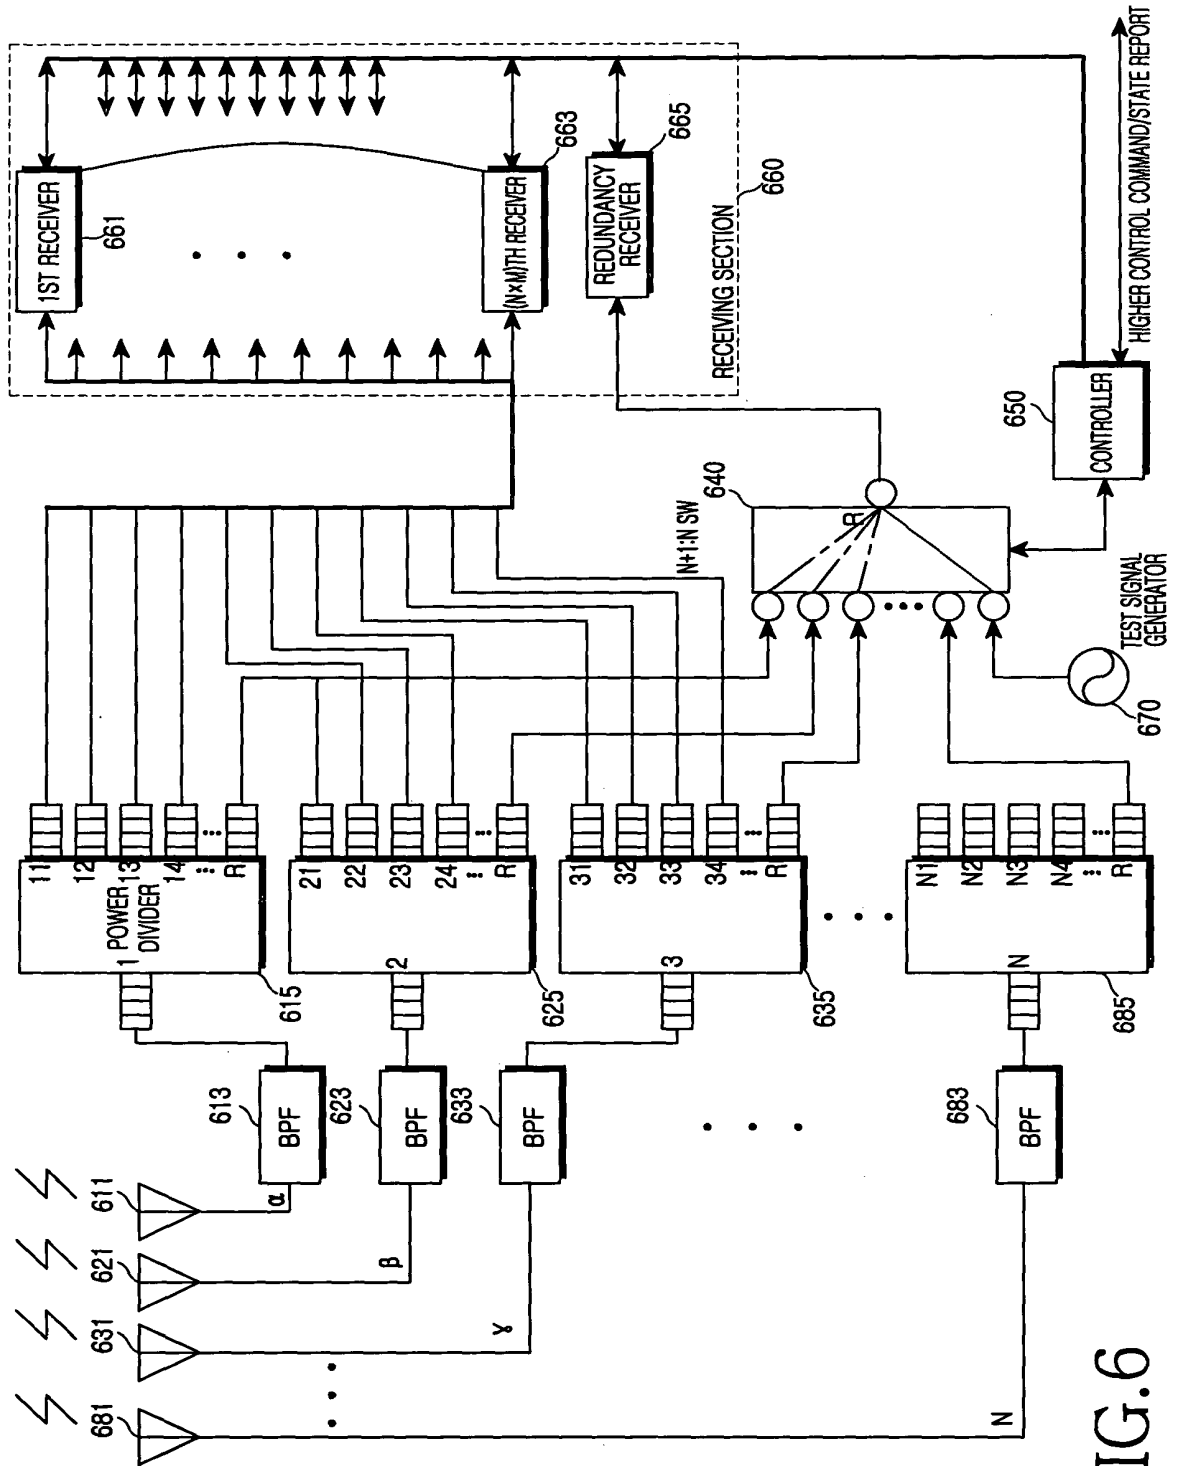 611
621
631
681
α
β
γ
N
613
BPF
623
BPF
633
BPF
683
BPF
1 POWER
DIVIDER
11
12
13
14
R
615
2
21
22
23
24
R
625
3
31
32
33
34
R
635
N
N1
N2
N3
N4
R
685
N+1:N SW
640
R
670
TEST SIGNAL
GENERATOR
650
CONTROLLER
HIGHER CONTROL COMMAND/STATE REPORT
1ST RECEIVER
661
(N×M)TH RECEIVER
663
REDUNDANCY
RECEIVER
665
RECEIVING SECTION
660
IG.6